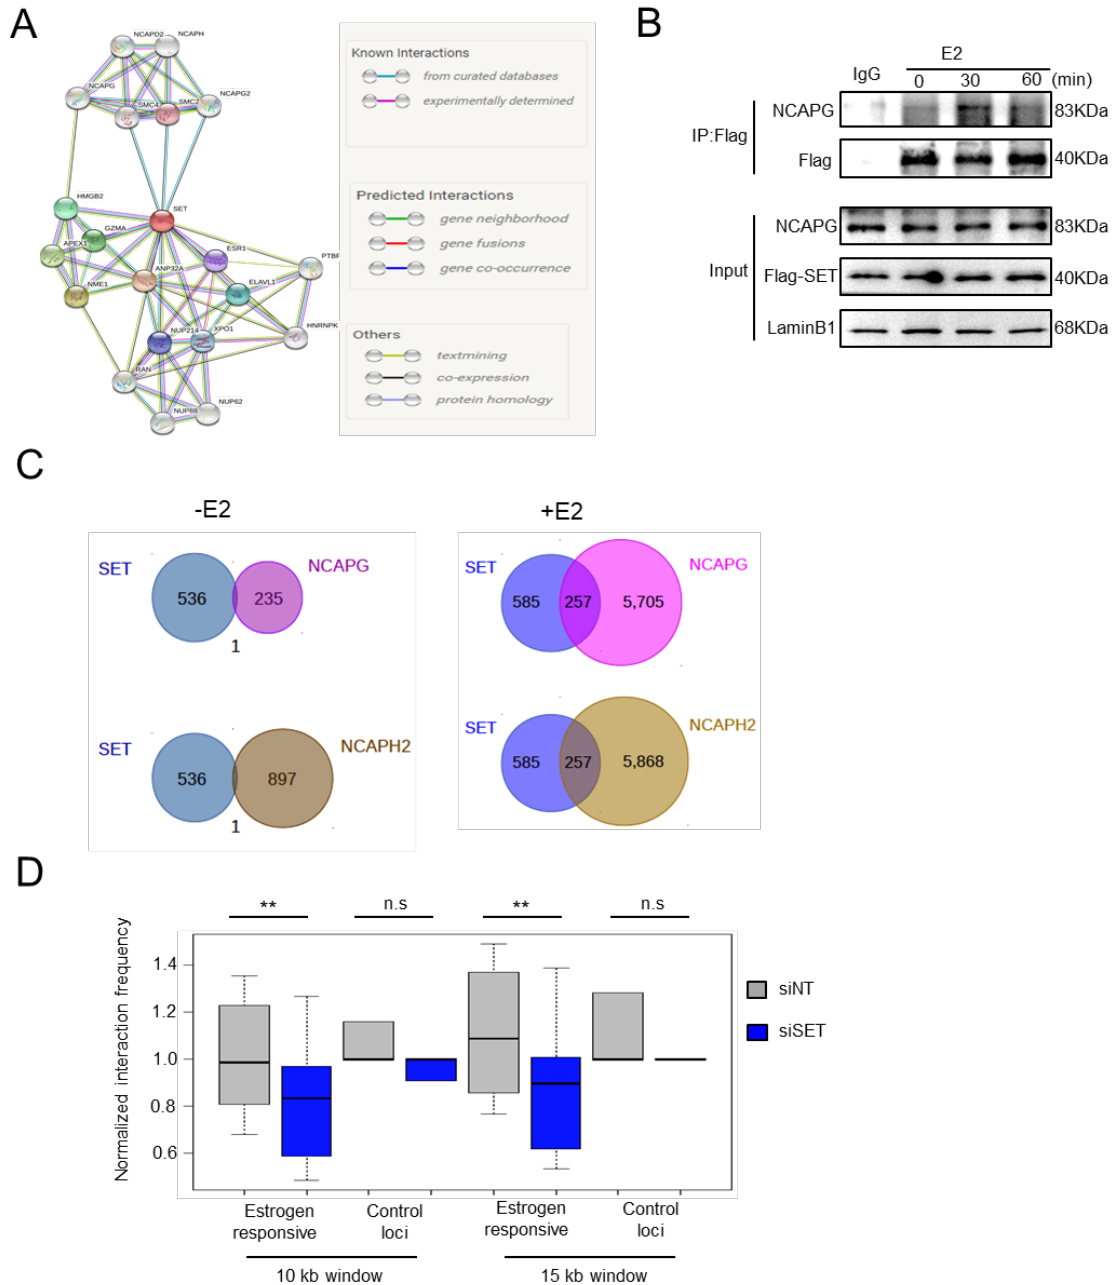 A
NCAPD2
NCAPH
NCAPG
SMC4
SMC2
NCAPG2
HMGB2
SET
GZMA
APEX1
ESR1
PTBP
ANP32A
NME1
ELAVL1
NUP214
XPO1
HNRNPK
RAN
NUP62
NUP88
Known Interactions
from curated databases
experimentally determined
Predicted Interactions
gene neighborhood
gene fusions
gene co-occurrence
Others
textmining
co-expression
protein homology
B
E2
IgG 0 30 60 (min)
IP:Flag
NCAPG 83KDa
Flag 40KDa
Input
NCAPG 83KDa
Flag-SET 40KDa
LaminB1 68KDa
C
-E2
SET NCAPG
536 235
1
SET NCAPH2
536 897
1
+E2
SET NCAPG
585 257 5,705
SET NCAPH2
585 257 5,868
D
** n.s ** n.s
Normalized interaction frequency
1.4
1.2
1.0
0.8
0.6
siNT
siSET
Estrogen responsive
Control loci
Estrogen responsive
Control loci
10 kb window
15 kb window